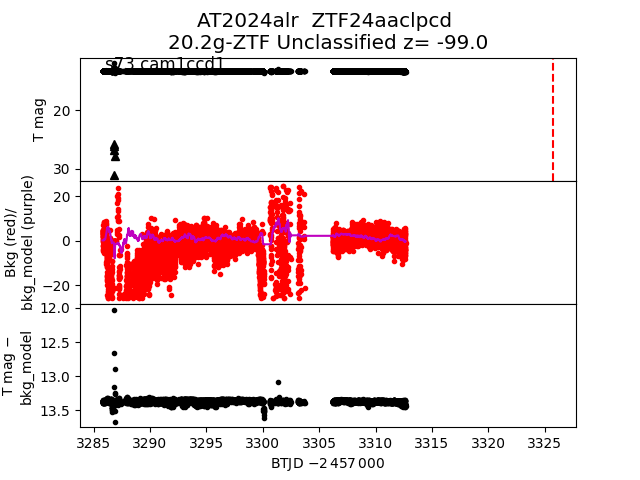 AT2024alr  ZTF24aaclpcd
20.2g-ZTF Unclassified z= -99.0
s73 cam1ccd1
T mag
20
30
Bkg (red)/
bkg_model (purple)
20
0
−20
T mag −
bkg_model
12.0
12.5
13.0
13.5
3285 3290 3295 3300 3305 3310 3315 3320 3325
BTJD −2 457 000